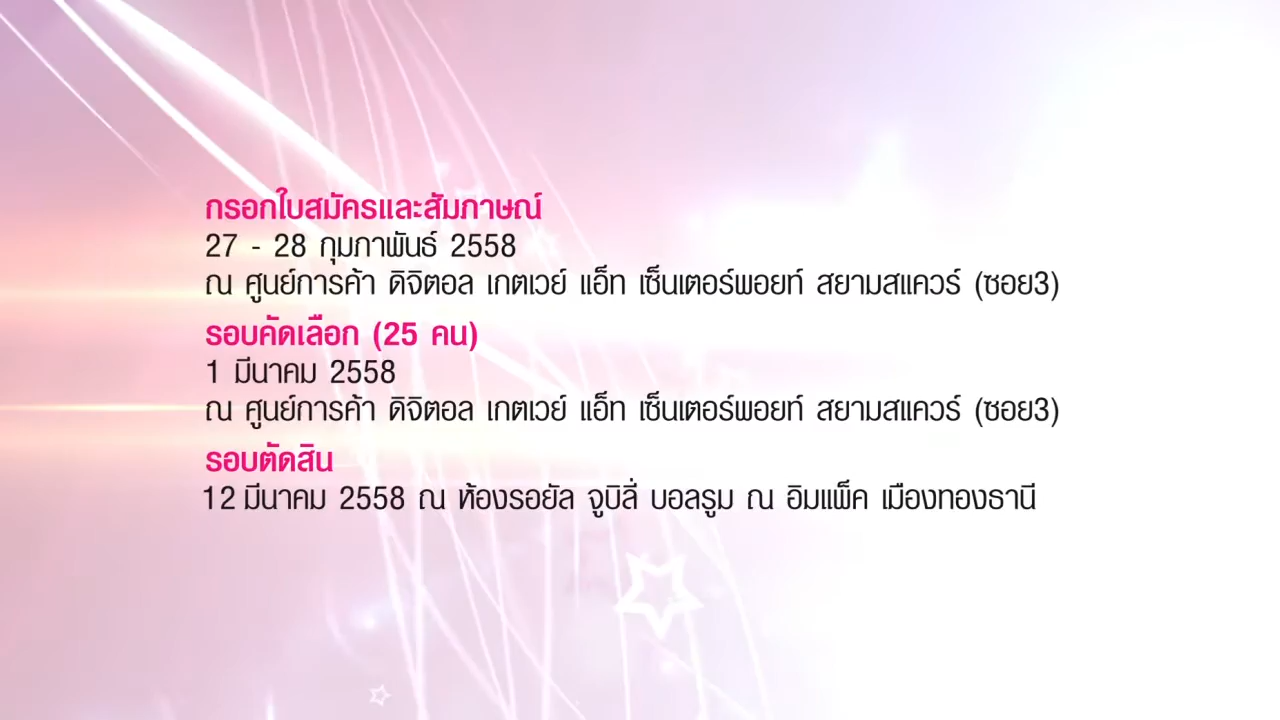 กรอกใบสมัครและสัมภาษณ์
27 - 28 กุมภาพันธ์ 2558
ณ ศูนย์การค้า ดิจิตอล เกตเวย์ แอ็ท เซ็นเตอร์พอยท์ สยามสแควร์ (ซอย3)
รอบคัดเลือก (25 คน)
1 มีนาคม 2558
ณ ศูนย์การค้า ดิจิตอล เกตเวย์ แอ็ท เซ็นเตอร์พอยท์ สยามสแควร์ (ซอย3)
รอบตัดสิน
12 มีนาคม 2558 ณ ห้องรอยัล จูบิลี่ บอลรูม ณ อิมแพ็ค เมืองทองธานี